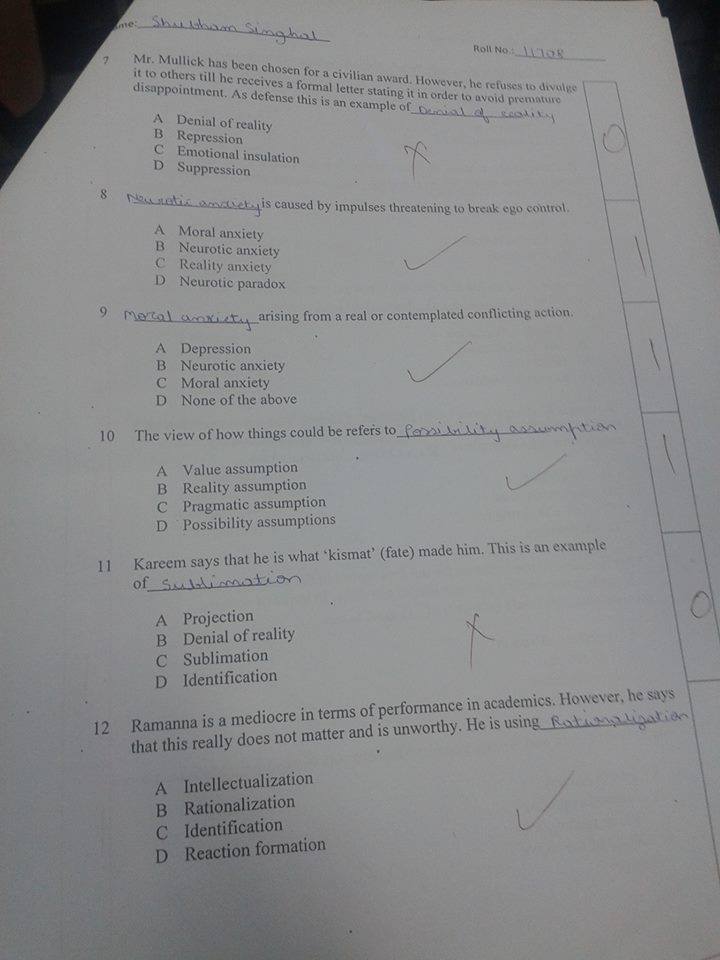 ame: Shubham Singhal
Roll No.: 11708
7 Mr. Mullick has been chosen for a civilian award. However, he refuses to divulge
it to others till he receives a formal letter stating it in order to avoid premature
disappointment. As defense this is an example of Denial of reality
A Denial of reality
B Repression
C Emotional insulation
D Suppression
0
8 Neurotic anxiety is caused by impulses threatening to break ego control.
A Moral anxiety
B Neurotic anxiety
C Reality anxiety
D Neurotic paradox
1
9 Moral anxiety arising from a real or contemplated conflicting action.
A Depression
B Neurotic anxiety
C Moral anxiety
D None of the above
1
10 The view of how things could be refers to Possibility assumption
A Value assumption
B Reality assumption
C Pragmatic assumption
D Possibility assumptions
1
11 Kareem says that he is what ‘kismat’ (fate) made him. This is an example
of Sublimation
A Projection
B Denial of reality
C Sublimation
D Identification
0
12 Ramanna is a mediocre in terms of performance in academics. However, he says
that this really does not matter and is unworthy. He is using Rationalization
A Intellectualization
B Rationalization
C Identification
D Reaction formation